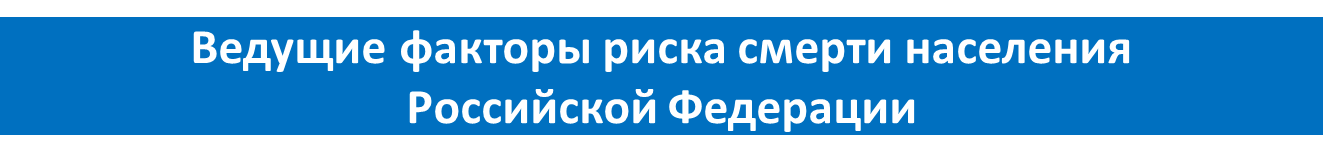 Ведущие факторы риска смерти населения
Российской Федерации